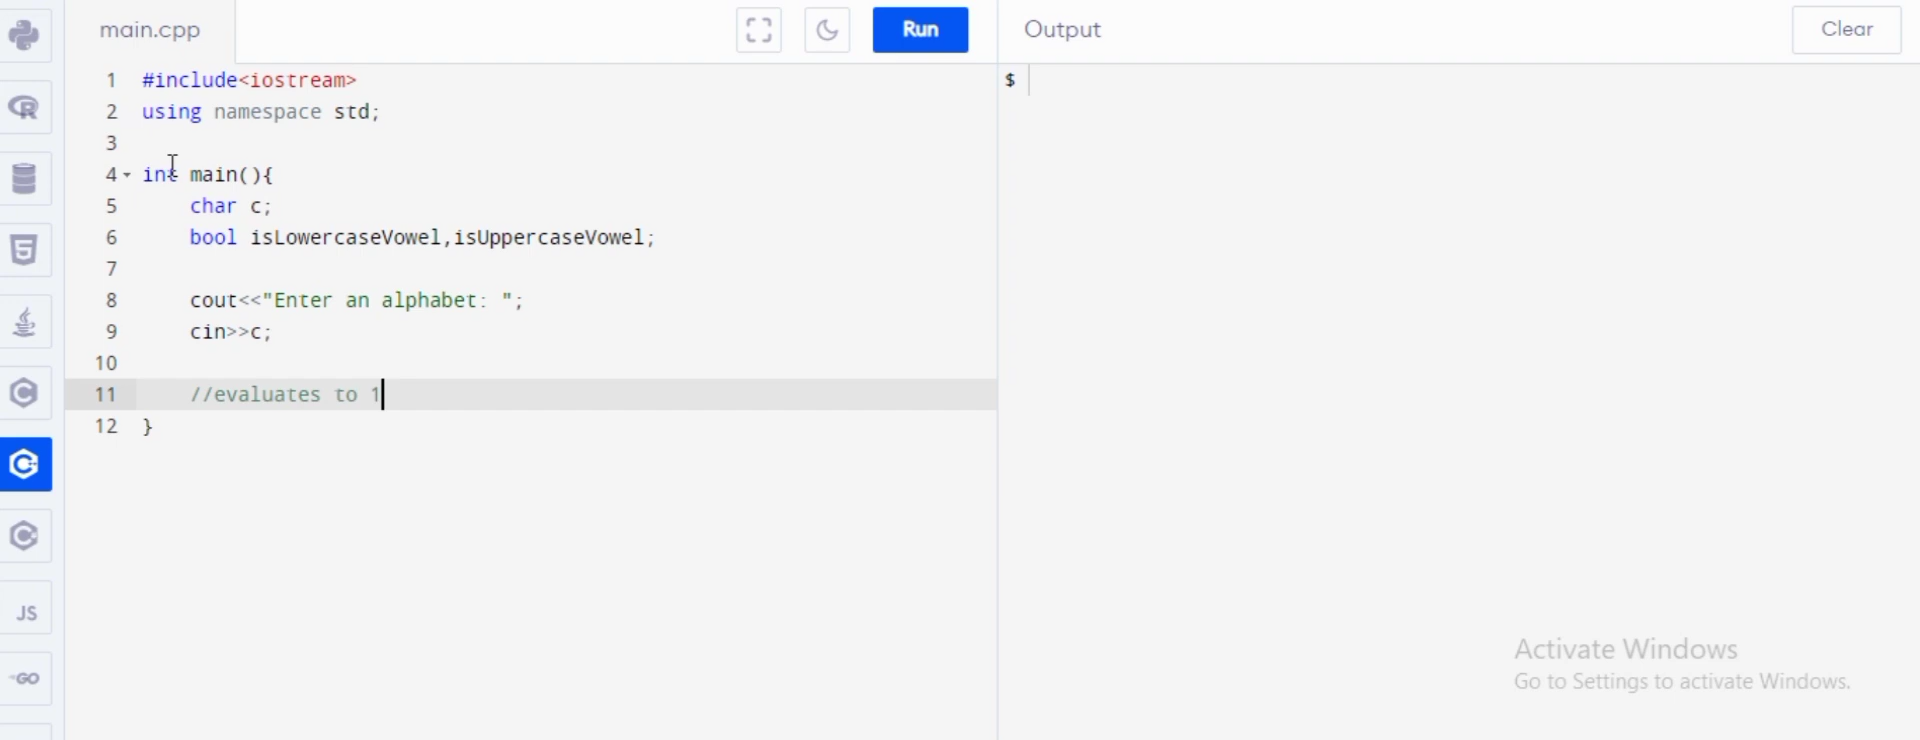 main.cpp
Run
Output
Clear
1 #include<iostream>
2 using namespace std;
3
4 int main(){
5     char c;
6     bool isLowercaseVowel,isUppercaseVowel;
7
8     cout<<"Enter an alphabet: ";
9     cin>>c;
10
11     //evaluates to 1
12 }
$
R
JS
GO
Activate Windows
Go to Settings to activate Windows.